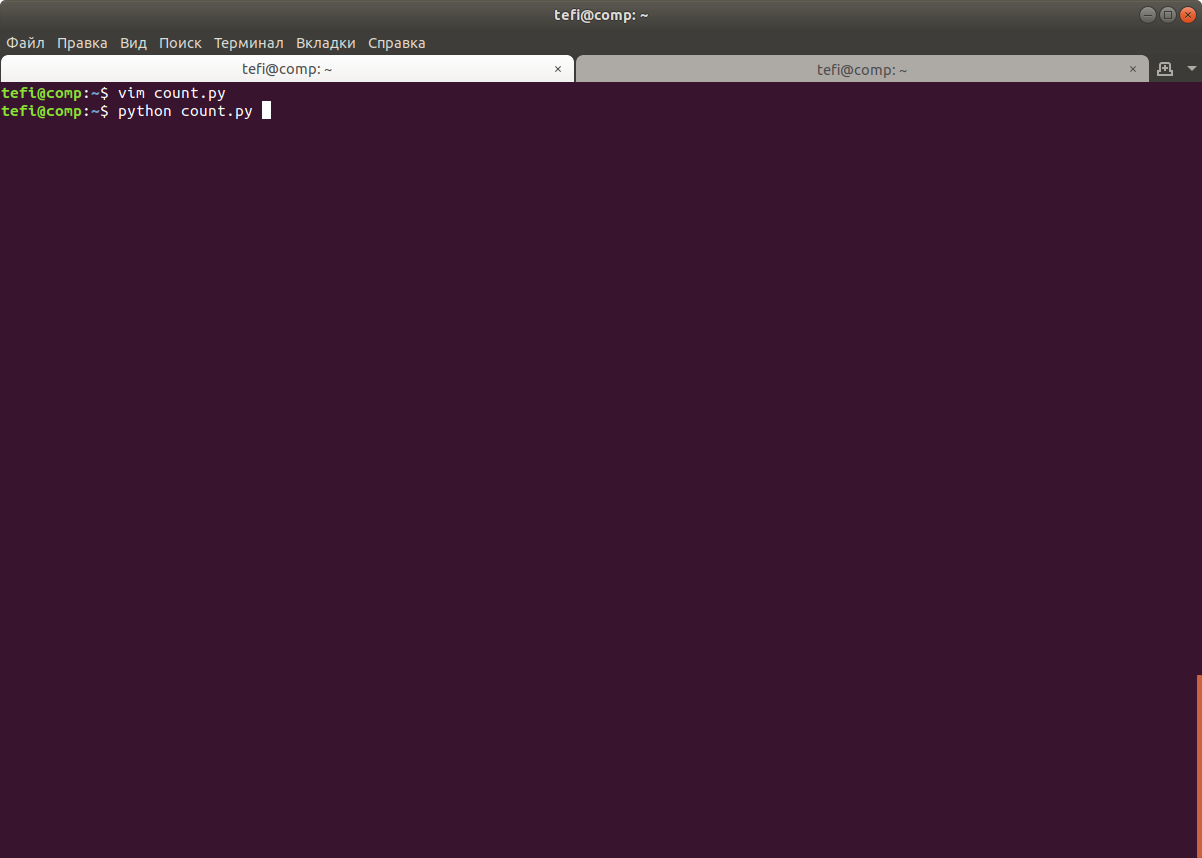 tefi@comp: ~
Файл Правка Вид Поиск Терминал Вкладки Справка
tefi@comp: ~ × tefi@comp: ~ ×
tefi@comp:~$ vim count.py
tefi@comp:~$ python count.py